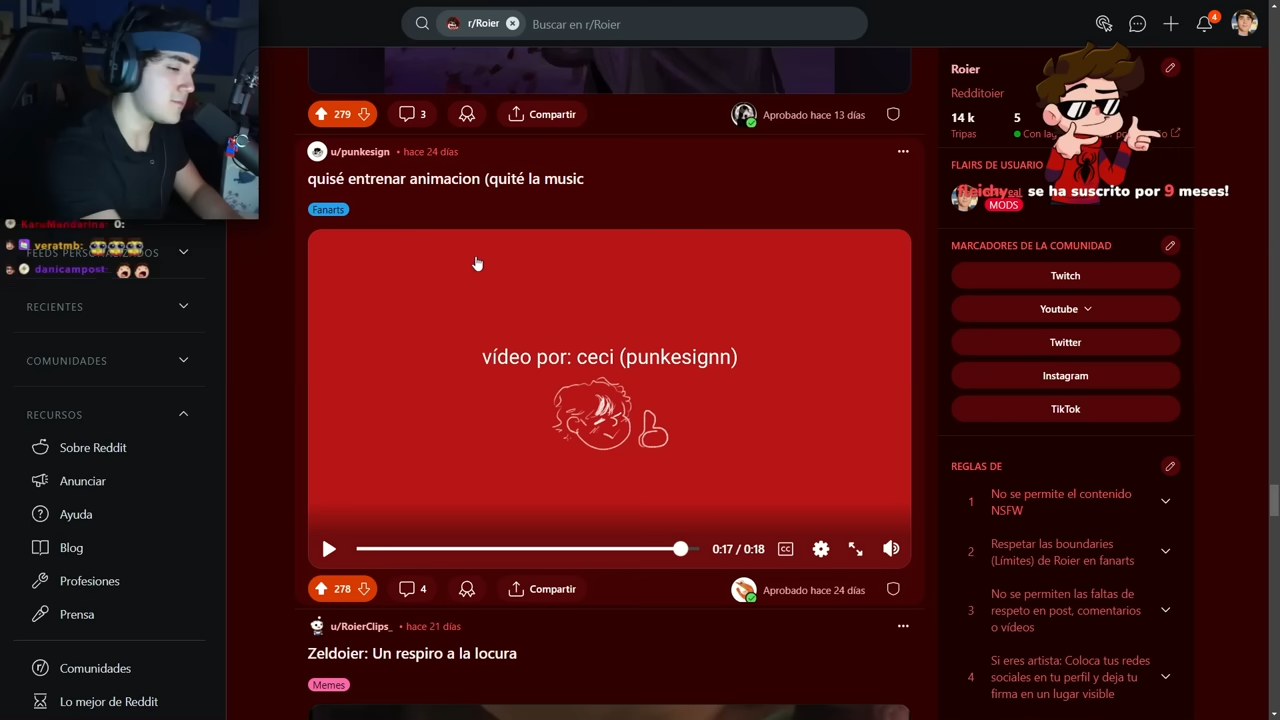 r/Roier
Buscar en r/Roier
4
279
3
Compartir
Aprobado hace 13 días
u/punkesign • hace 24 días
quisé entrenar animacion (quité la music
Fanarts
vídeo por: ceci (punkesignn)
0:17 / 0:18
CC
278
4
Compartir
Aprobado hace 24 días
u/RoierClips_ • hace 21 días
Zeldoier: Un respiro a la locura
Memes
KaruMandarina: O:
veratmb:
danicampost:
FEEDS PERSONALIZADOS
RECIENTES
COMUNIDADES
RECURSOS
Sobre Reddit
Anunciar
Ayuda
Blog
Profesiones
Prensa
Comunidades
Lo mejor de Reddit
Roier
Redditoier
14 k
5
Tripas
FLAIRS DE USUARIO
se ha suscrito por 9 meses!
MODS
MARCADORES DE LA COMUNIDAD
Twitch
Youtube
Twitter
Instagram
TikTok
REGLAS DE
1
No se permite el contenido
NSFW
2
Respetar las boundaries
(Límites) de Roier en fanarts
3
No se permiten las faltas de
respeto en post, comentarios
o vídeos
4
Si eres artista: Coloca tus redes
sociales en tu perfil y deja tu
firma en un lugar visible